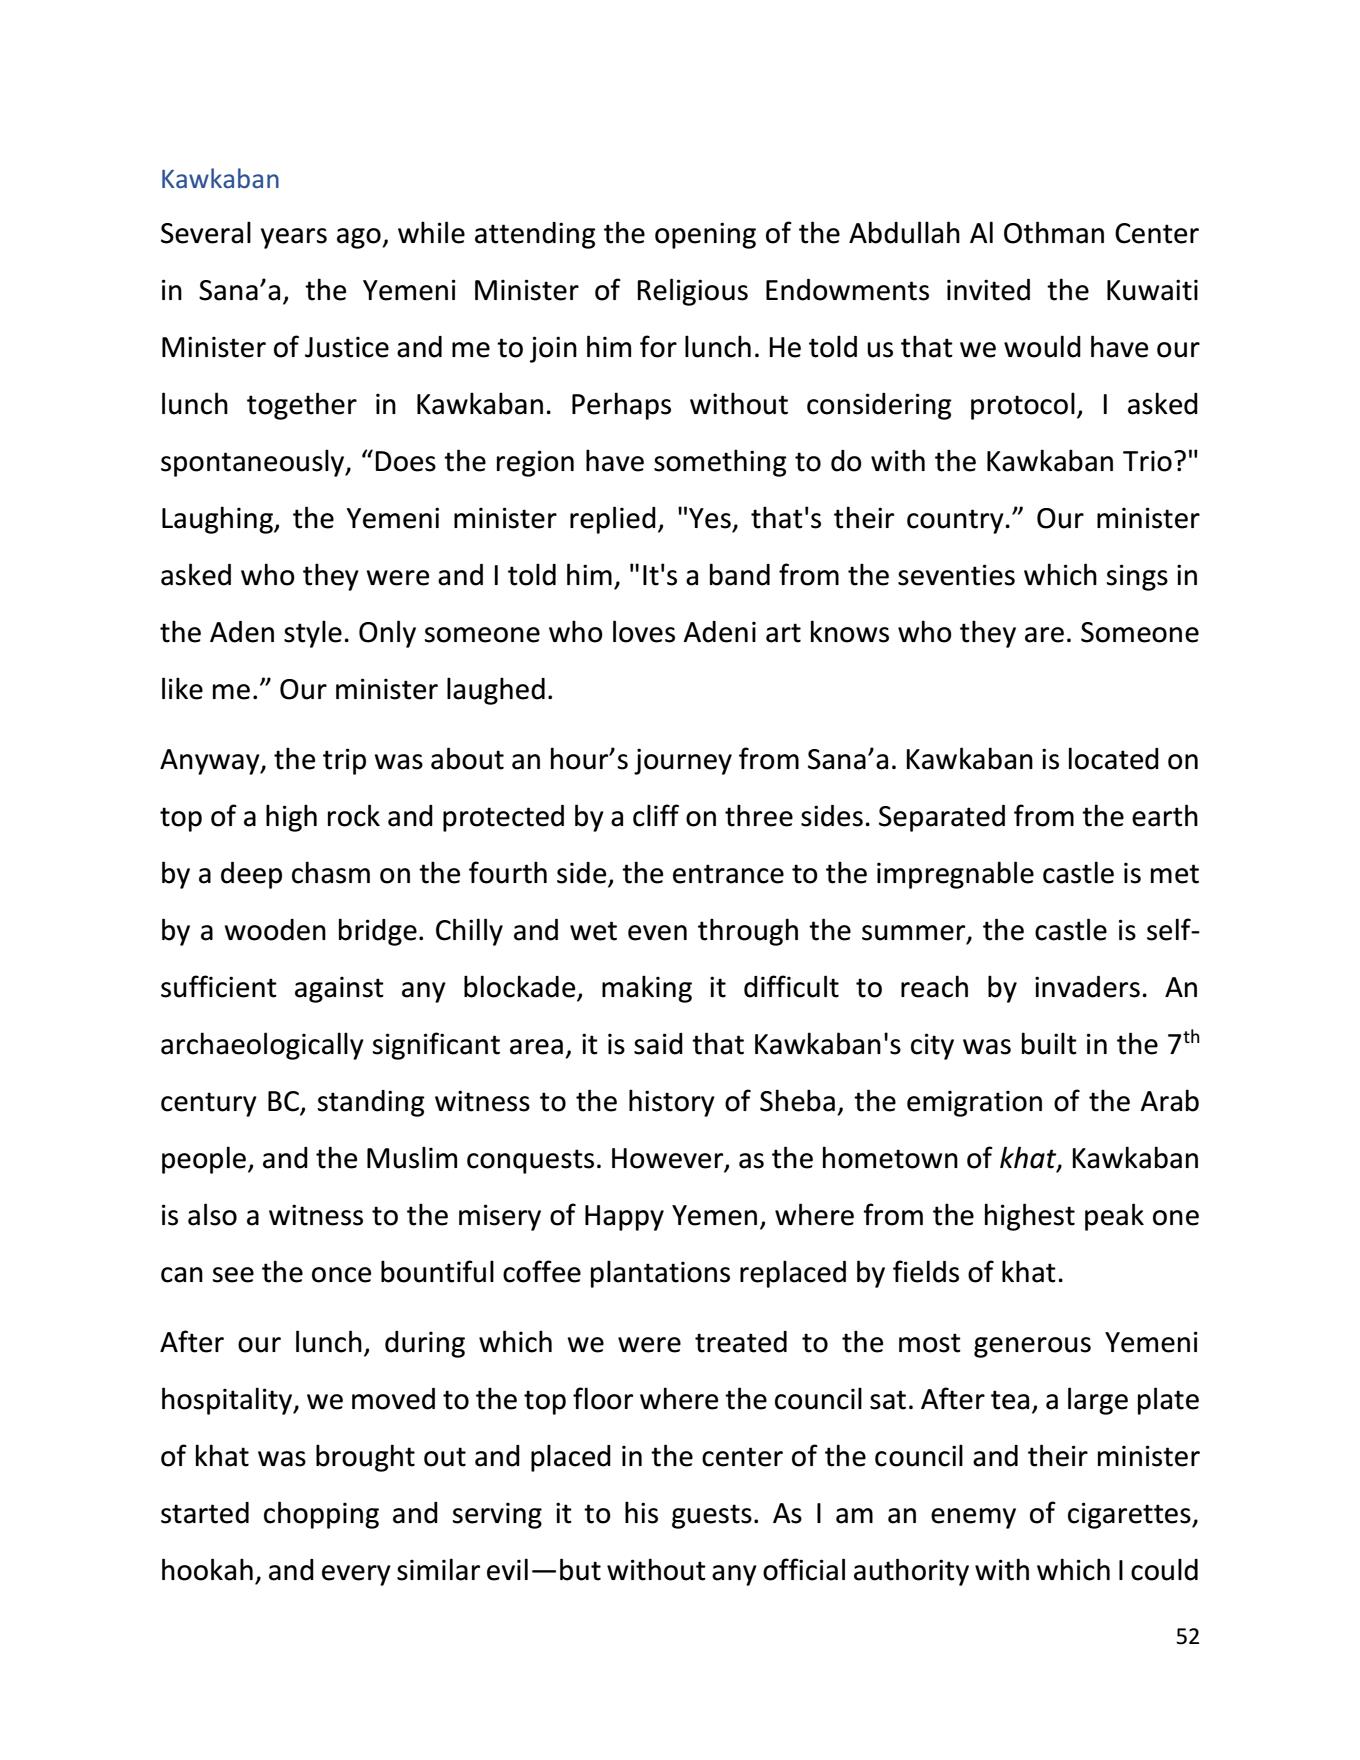 Kawkaban
Several years ago, while attending the opening of the Abdullah Al Othman Center
in Sana’a, the Yemeni Minister of Religious Endowments invited the Kuwaiti
Minister of Justice and me to join him for lunch. He told us that we would have our
lunch together in Kawkaban. Perhaps without considering protocol, I asked
spontaneously, “Does the region have something to do with the Kawkaban Trio?"
Laughing, the Yemeni minister replied, "Yes, that's their country.” Our minister
asked who they were and I told him, "It's a band from the seventies which sings in
the Aden style. Only someone who loves Adeni art knows who they are. Someone
like me.” Our minister laughed.
Anyway, the trip was about an hour’s journey from Sana’a. Kawkaban is located on
top of a high rock and protected by a cliff on three sides. Separated from the earth
by a deep chasm on the fourth side, the entrance to the impregnable castle is met
by a wooden bridge. Chilly and wet even through the summer, the castle is self-
sufficient against any blockade, making it difficult to reach by invaders. An
archaeologically significant area, it is said that Kawkaban's city was built in the 7th
century BC, standing witness to the history of Sheba, the emigration of the Arab
people, and the Muslim conquests. However, as the hometown of khat, Kawkaban
is also a witness to the misery of Happy Yemen, where from the highest peak one
can see the once bountiful coffee plantations replaced by fields of khat.
After our lunch, during which we were treated to the most generous Yemeni
hospitality, we moved to the top floor where the council sat. After tea, a large plate
of khat was brought out and placed in the center of the council and their minister
started chopping and serving it to his guests. As I am an enemy of cigarettes,
hookah, and every similar evil—but without any official authority with which I could
52